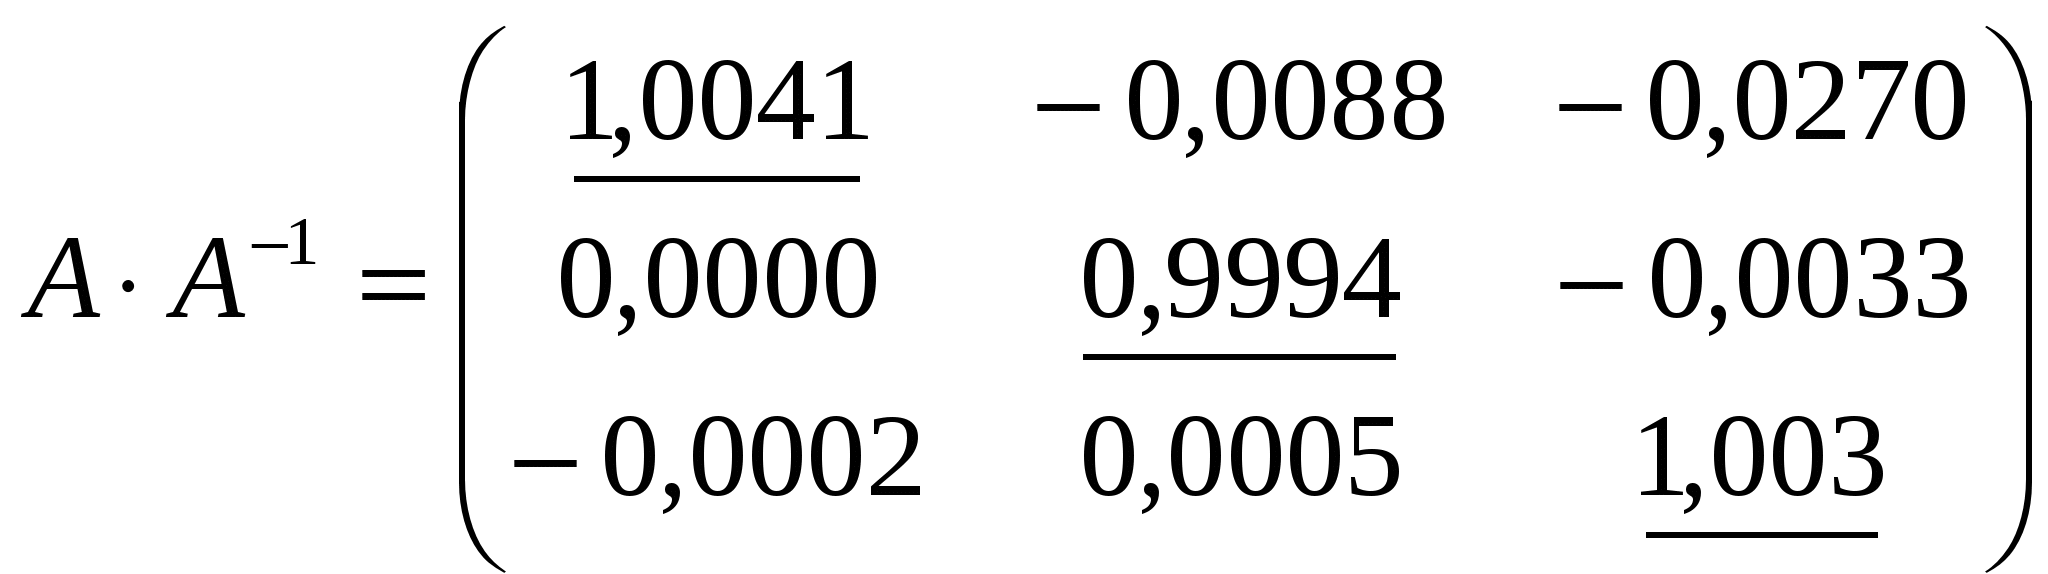 1,0041 − 0,0088 − 0,0270
A · A⁻¹ = 0,0000 0,9994 − 0,0033
− 0,0002 0,0005 1,003